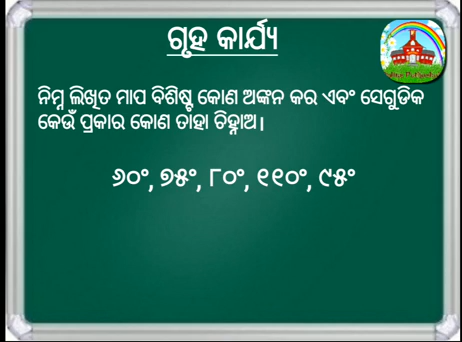 ଗୃହ କାର୍ଯ୍ୟ
ନିମ୍ନ ଲିଖିତ ମାପ ବିଶିଷ୍ଟ କୋଣ ଅଙ୍କନ କର ଏବଂ ସେଗୁଡିକ
କେଉଁ ପ୍ରକାର କୋଣ ତାହା ଚିହ୍ନାଅ।
୬୦°, ୭୫°, ୮୦°, ୧୧୦°, ୯୫°